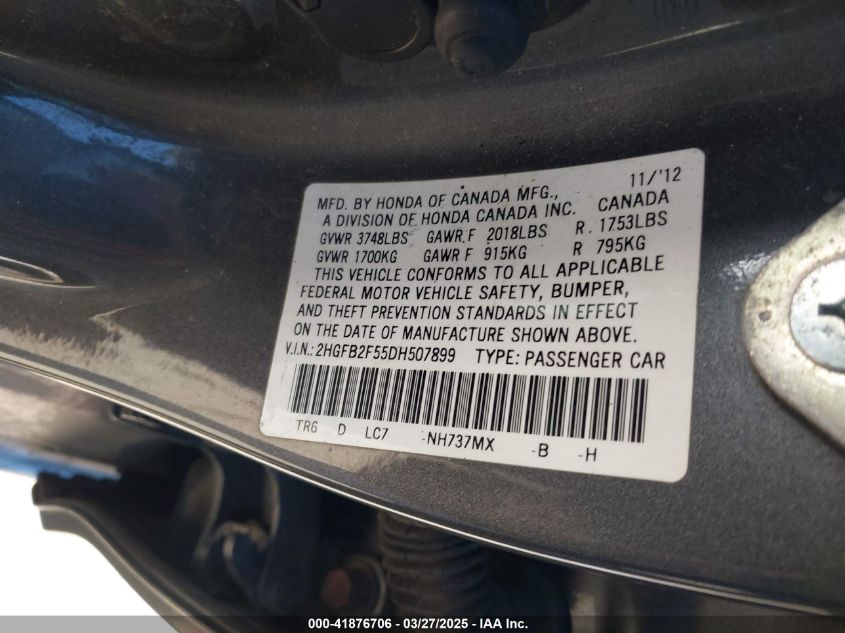 11/'12
MFD. BY HONDA OF CANADA MFG., CANADA
A DIVISION OF HONDA CANADA INC.
GVWR 3748LBS GAWR F 2018LBS R 1753LBS
GVWR 1700KG GAWR F 915KG R 795KG
THIS VEHICLE CONFORMS TO ALL APPLICABLE
FEDERAL MOTOR VEHICLE SAFETY, BUMPER,
AND THEFT PREVENTION STANDARDS IN EFFECT
ON THE DATE OF MANUFACTURE SHOWN ABOVE.
V.I.N.: 2HGFB2F55DH507899 TYPE: PASSENGER CAR
TR6 D LC7 -NH737MX -B -H
000-41876706 — 03/27/2025 — IAA Inc.